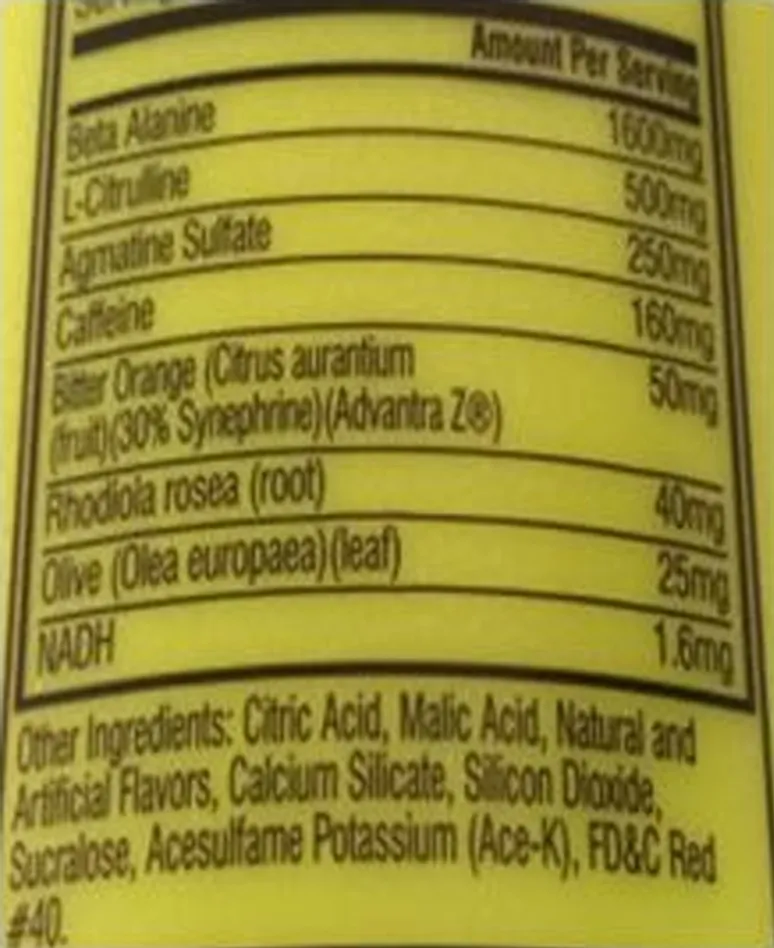 Amount Per Serving
Beta Alanine 1600mg
L-Citrulline 500mg
Agmatine Sulfate 250mg
Caffeine 160mg
Bitter Orange (Citrus aurantium 50mg
(fruit)(30% Synephrine)(Advantra Z®)
Rhodiola rosea (root) 40mg
Olive (Olea europaea)(leaf) 25mg
NADH 1.6mg
Other Ingredients: Citric Acid, Malic Acid, Natural and
Artificial Flavors, Calcium Silicate, Silicon Dioxide,
Sucralose, Acesulfame Potassium (Ace-K), FD&C Red
#40.